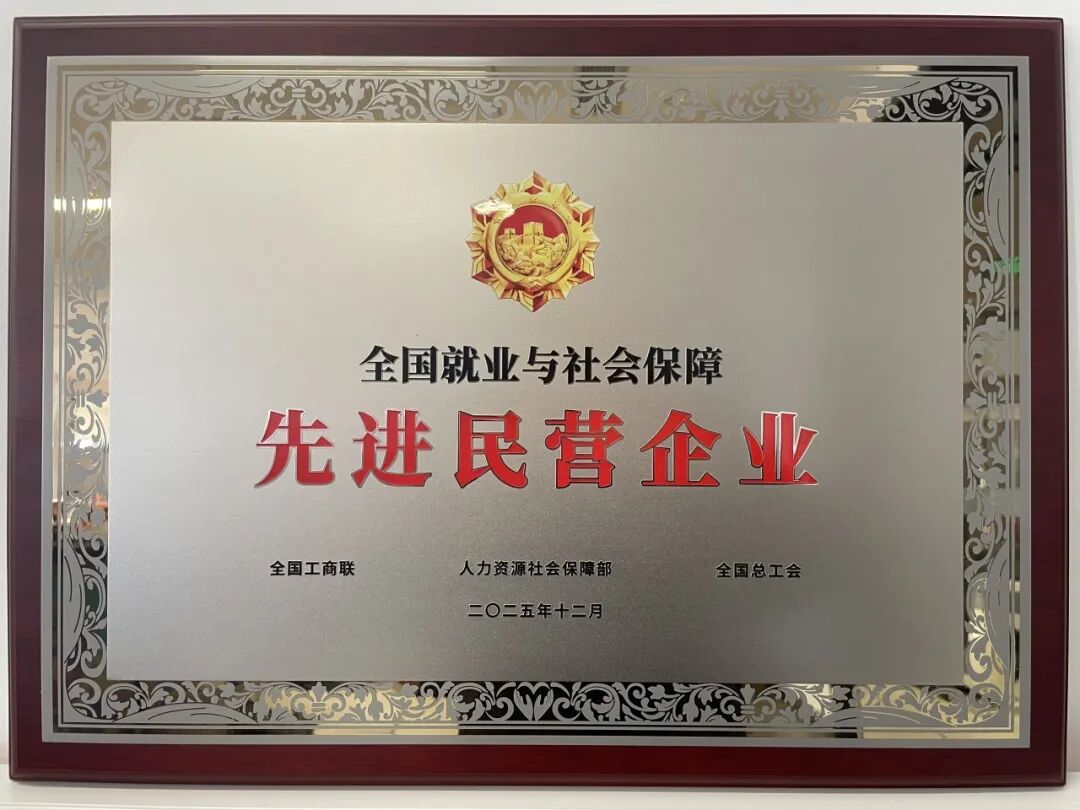 全国就业与社会保障
先进民营企业
全国工商联 人力资源社会保障部 全国总工会
二〇二五年十二月